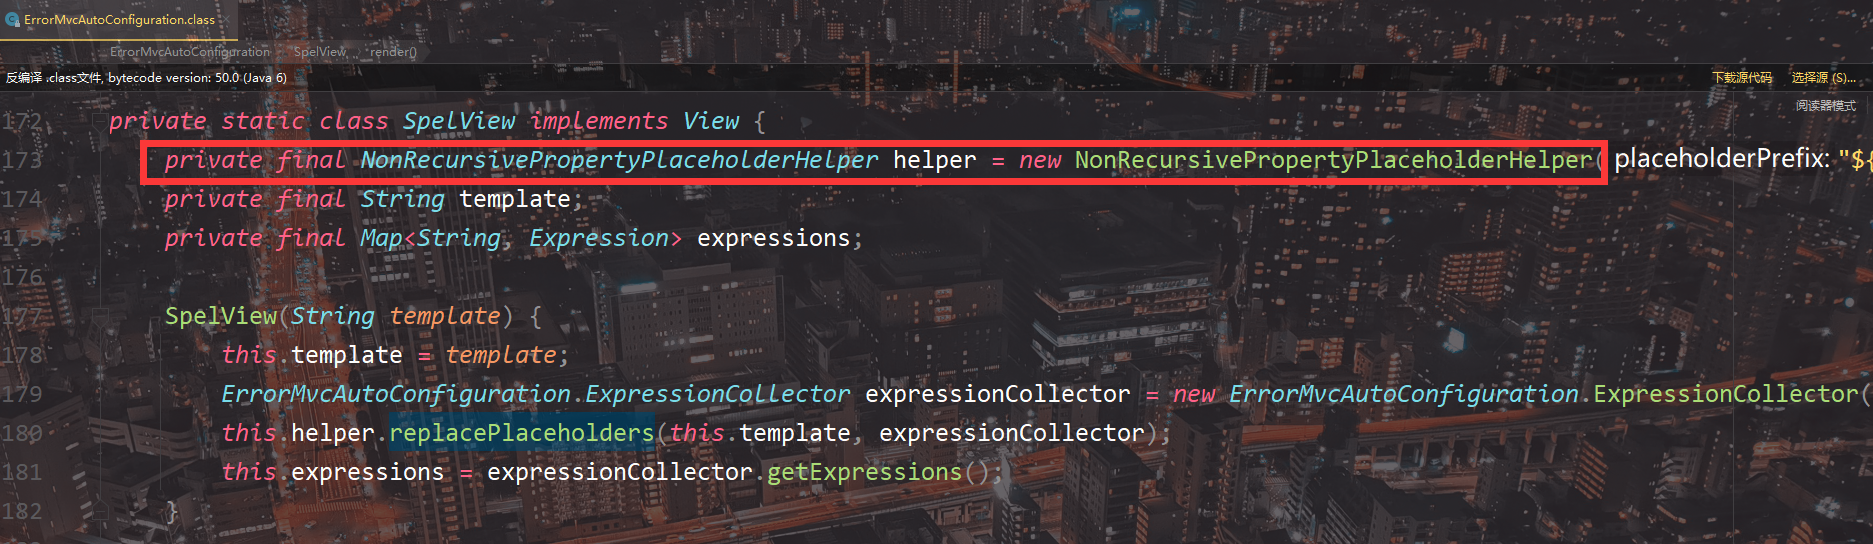 ErrorMvcAutoConfiguration.class
ErrorMvcAutoConfiguration SpelView render()
反编译 .class文件, bytecode version: 50.0 (Java 6) 下载源代码 选择源 (S)...
阅读器模式
172 private static class SpelView implements View {
173 private final NonRecursivePropertyPlaceholderHelper helper = new NonRecursivePropertyPlaceholderHelper( placeholderPrefix: "${
174 private final String template;
175 private final Map<String, Expression> expressions;
176
177 SpelView(String template) {
178 this.template = template;
179 ErrorMvcAutoConfiguration.ExpressionCollector expressionCollector = new ErrorMvcAutoConfiguration.ExpressionCollector(
180 this.helper.replacePlaceholders(this.template, expressionCollector);
181 this.expressions = expressionCollector.getExpressions();
182 }